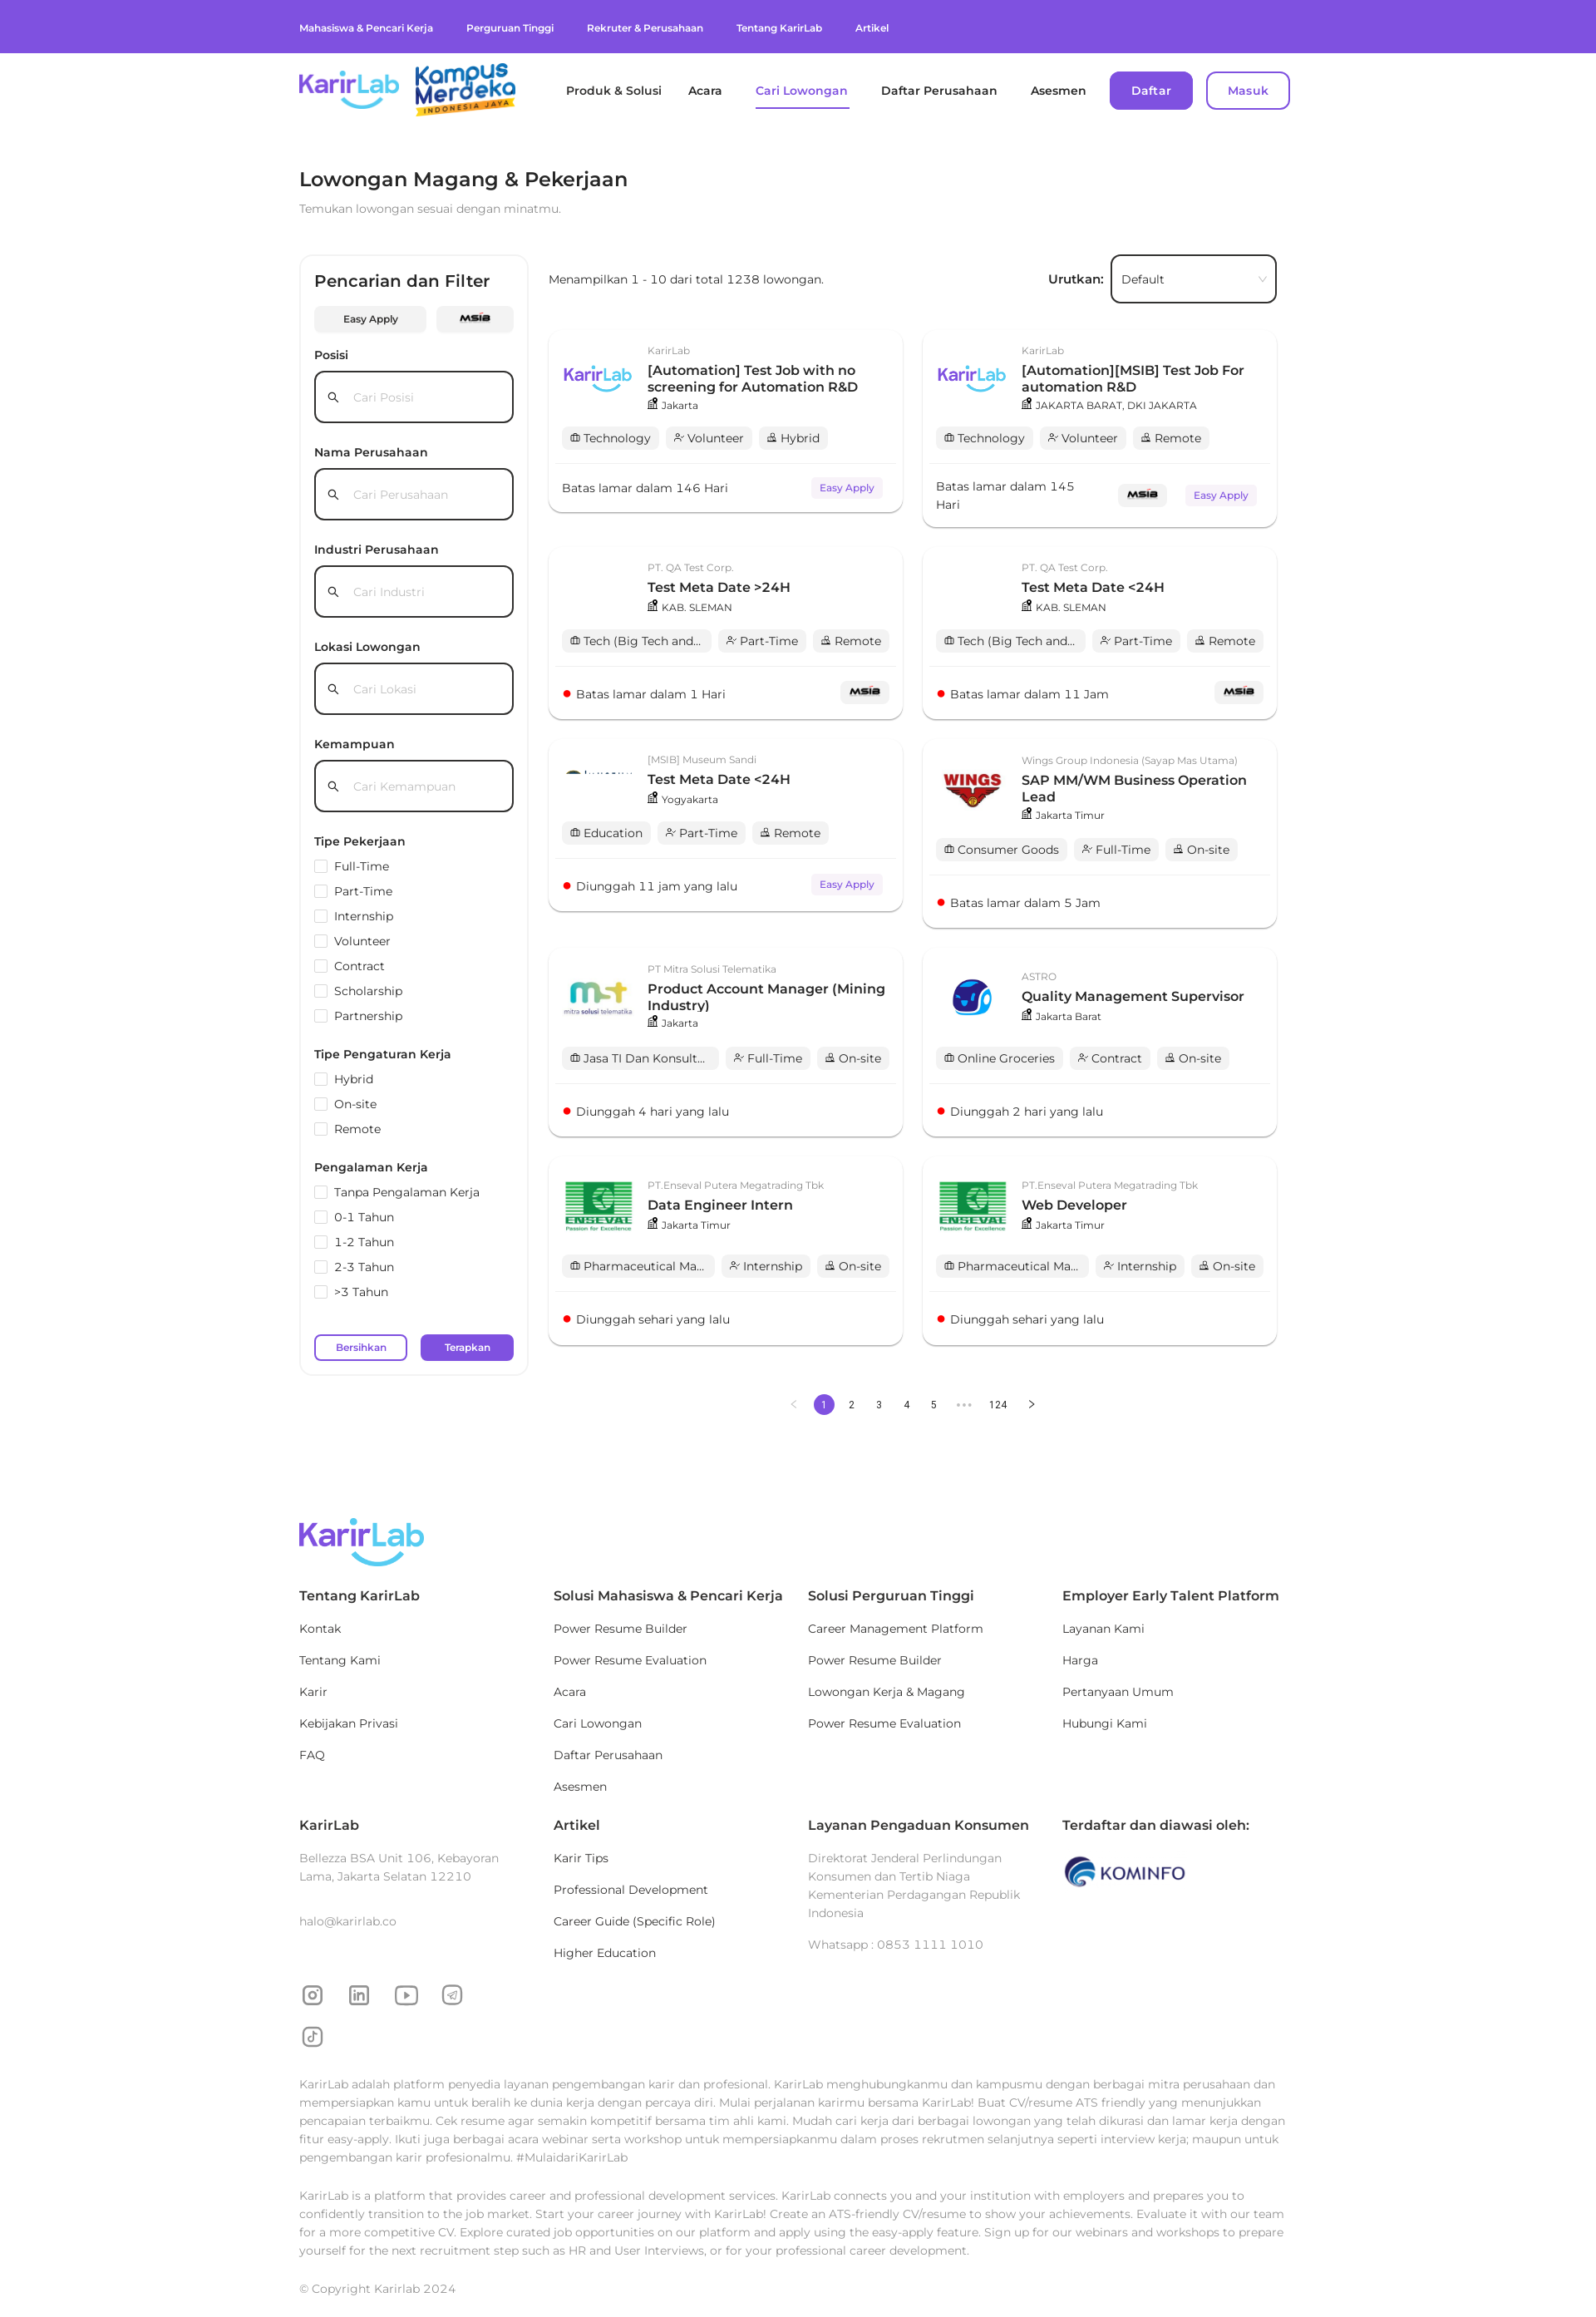 Mahasiswa & Pencari Kerja Perguruan Tinggi Rekruter & Perusahaan Tentang KarirLab Artikel
KarirLab Kampus Merdeka INDONESIA JAYA Produk & Solusi Acara Cari Lowongan Daftar Perusahaan Asesmen Daftar Masuk
Lowongan Magang & Pekerjaan
Temukan lowongan sesuai dengan minatmu.
Pencarian dan Filter
Easy Apply MSIB
Posisi
Cari Posisi
Nama Perusahaan
Cari Perusahaan
Industri Perusahaan
Cari Industri
Lokasi Lowongan
Cari Lokasi
Kemampuan
Cari Kemampuan
Tipe Pekerjaan
Full-Time
Part-Time
Internship
Volunteer
Contract
Scholarship
Partnership
Tipe Pengaturan Kerja
Hybrid
On-site
Remote
Pengalaman Kerja
Tanpa Pengalaman Kerja
0-1 Tahun
1-2 Tahun
2-3 Tahun
>3 Tahun
Bersihkan Terapkan
Menampilkan 1 - 10 dari total 1238 lowongan.
Urutkan: Default
KarirLab
KarirLab
[Automation] Test Job with no
screening for Automation R&D
Jakarta
Technology Volunteer Hybrid
Batas lamar dalam 146 Hari Easy Apply
KarirLab
KarirLab
[Automation][MSIB] Test Job For
automation R&D
JAKARTA BARAT, DKI JAKARTA
Technology Volunteer Remote
Batas lamar dalam 145
Hari
MSIB Easy Apply
PT. QA Test Corp.
Test Meta Date >24H
KAB. SLEMAN
Tech (Big Tech and... Part-Time Remote
Batas lamar dalam 1 Hari MSIB
PT. QA Test Corp.
Test Meta Date <24H
KAB. SLEMAN
Tech (Big Tech and... Part-Time Remote
Batas lamar dalam 11 Jam MSIB
[MSIB] Museum Sandi
Test Meta Date <24H
Yogyakarta
Education Part-Time Remote
Diunggah 11 jam yang lalu Easy Apply
WINGS
Wings Group Indonesia (Sayap Mas Utama)
SAP MM/WM Business Operation
Lead
Jakarta Timur
Consumer Goods Full-Time On-site
Batas lamar dalam 5 Jam
mst
mitra solusi telematika
PT Mitra Solusi Telematika
Product Account Manager (Mining
Industry)
Jakarta
Jasa TI Dan Konsult... Full-Time On-site
Diunggah 4 hari yang lalu
ASTRO
Quality Management Supervisor
Jakarta Barat
Online Groceries Contract On-site
Diunggah 2 hari yang lalu
ENSEVAL
Passion for Excellence
PT.Enseval Putera Megatrading Tbk
Data Engineer Intern
Jakarta Timur
Pharmaceutical Ma... Internship On-site
Diunggah sehari yang lalu
ENSEVAL
Passion for Excellence
PT.Enseval Putera Megatrading Tbk
Web Developer
Jakarta Timur
Pharmaceutical Ma... Internship On-site
Diunggah sehari yang lalu
1 2 3 4 5 ••• 124
KarirLab
Tentang KarirLab
Kontak
Tentang Kami
Karir
Kebijakan Privasi
FAQ
Solusi Mahasiswa & Pencari Kerja
Power Resume Builder
Power Resume Evaluation
Acara
Cari Lowongan
Daftar Perusahaan
Asesmen
Solusi Perguruan Tinggi
Career Management Platform
Power Resume Builder
Lowongan Kerja & Magang
Power Resume Evaluation
Employer Early Talent Platform
Layanan Kami
Harga
Pertanyaan Umum
Hubungi Kami
KarirLab
Bellezza BSA Unit 106, Kebayoran
Lama, Jakarta Selatan 12210
halo@karirlab.co
Artikel
Karir Tips
Professional Development
Career Guide (Specific Role)
Higher Education
Layanan Pengaduan Konsumen
Direktorat Jenderal Perlindungan
Konsumen dan Tertib Niaga
Kementerian Perdagangan Republik
Indonesia
Whatsapp : 0853 1111 1010
Terdaftar dan diawasi oleh:
KOMINFO
KarirLab adalah platform penyedia layanan pengembangan karir dan profesional. KarirLab menghubungkanmu dan kampusmu dengan berbagai mitra perusahaan dan
mempersiapkan kamu untuk beralih ke dunia kerja dengan percaya diri. Mulai perjalanan karirmu bersama KarirLab! Buat CV/resume ATS friendly yang menunjukkan
pencapaian terbaikmu. Cek resume agar semakin kompetitif bersama tim ahli kami. Mudah cari kerja dari berbagai lowongan yang telah dikurasi dan lamar kerja dengan
fitur easy-apply. Ikuti juga berbagai acara webinar serta workshop untuk mempersiapkanmu dalam proses rekrutmen selanjutnya seperti interview kerja; maupun untuk
pengembangan karir profesionalmu. #MulaidariKarirLab
KarirLab is a platform that provides career and professional development services. KarirLab connects you and your institution with employers and prepares you to
confidently transition to the job market. Start your career journey with KarirLab! Create an ATS-friendly CV/resume to show your achievements. Evaluate it with our team
for a more competitive CV. Explore curated job opportunities on our platform and apply using the easy-apply feature. Sign up for our webinars and workshops to prepare
yourself for the next recruitment step such as HR and User Interviews, or for your professional career development.
© Copyright Karirlab 2024